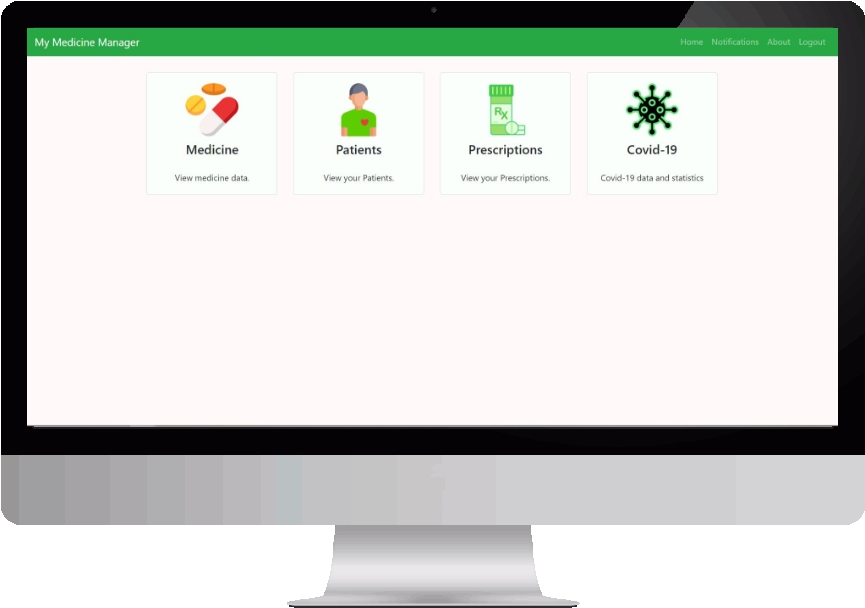 My Medicine Manager
Home Notifications About Logout
Rx
Medicine
View medicine data.
Patients
View your Patients.
Prescriptions
View your Prescriptions.
Covid-19
Covid-19 data and statistics